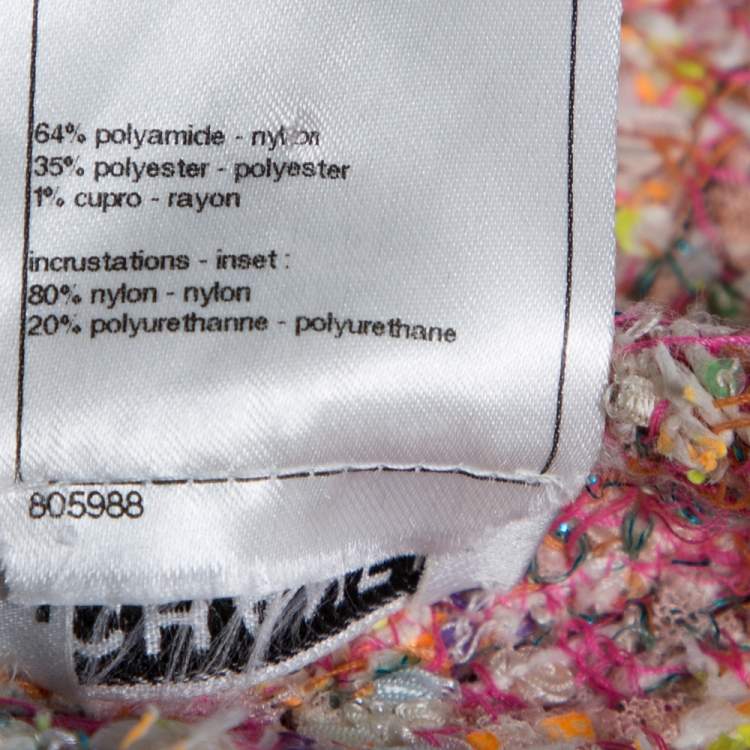 64% polyamide - nylon
35% polyester - polyester
1% cupro - rayon
incrustations - inset :
80% nylon - nylon
20% polyurethanne - polyurethane
805988